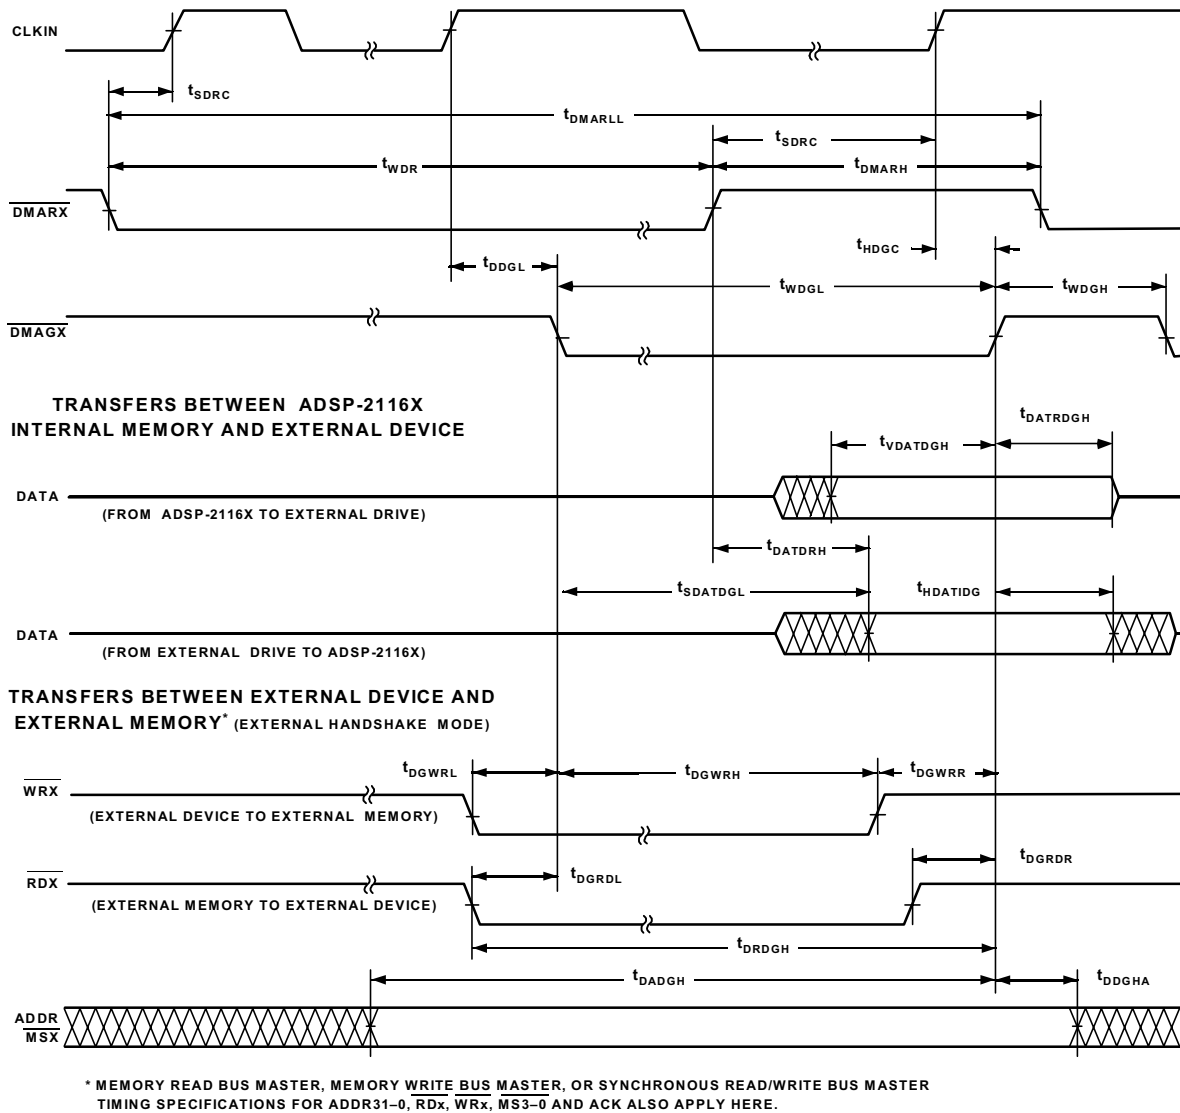 CLKIN
tSDRC
tDMARLL
tSDRC
tWDR
tDMARH
DMARX
tHDGC
tDDGL
tWDGL
tWDGH
DMAGX
TRANSFERS BETWEEN ADSP-2116X
INTERNAL MEMORY AND EXTERNAL DEVICE
tDATRDGH
tVDATDGH
DATA
(FROM ADSP-2116X TO EXTERNAL DRIVE)
tDATDRH
tSDATDGL
tHDATIDG
DATA
(FROM EXTERNAL DRIVE TO ADSP-2116X)
TRANSFERS BETWEEN EXTERNAL DEVICE AND
EXTERNAL MEMORY* (EXTERNAL HANDSHAKE MODE)
tDGWRL
tDGWRH
tDGWRR
WRX
(EXTERNAL DEVICE TO EXTERNAL MEMORY)
tDGRDR
RDX
tDGRDL
(EXTERNAL MEMORY TO EXTERNAL DEVICE)
tDRDGH
tDADGH
tDDGHA
ADDR
MSX
* MEMORY READ BUS MASTER, MEMORY WRITE BUS MASTER, OR SYNCHRONOUS READ/WRITE BUS MASTER
TIMING SPECIFICATIONS FOR ADDR31–0, RDx, WRx, MS3–0 AND ACK ALSO APPLY HERE.